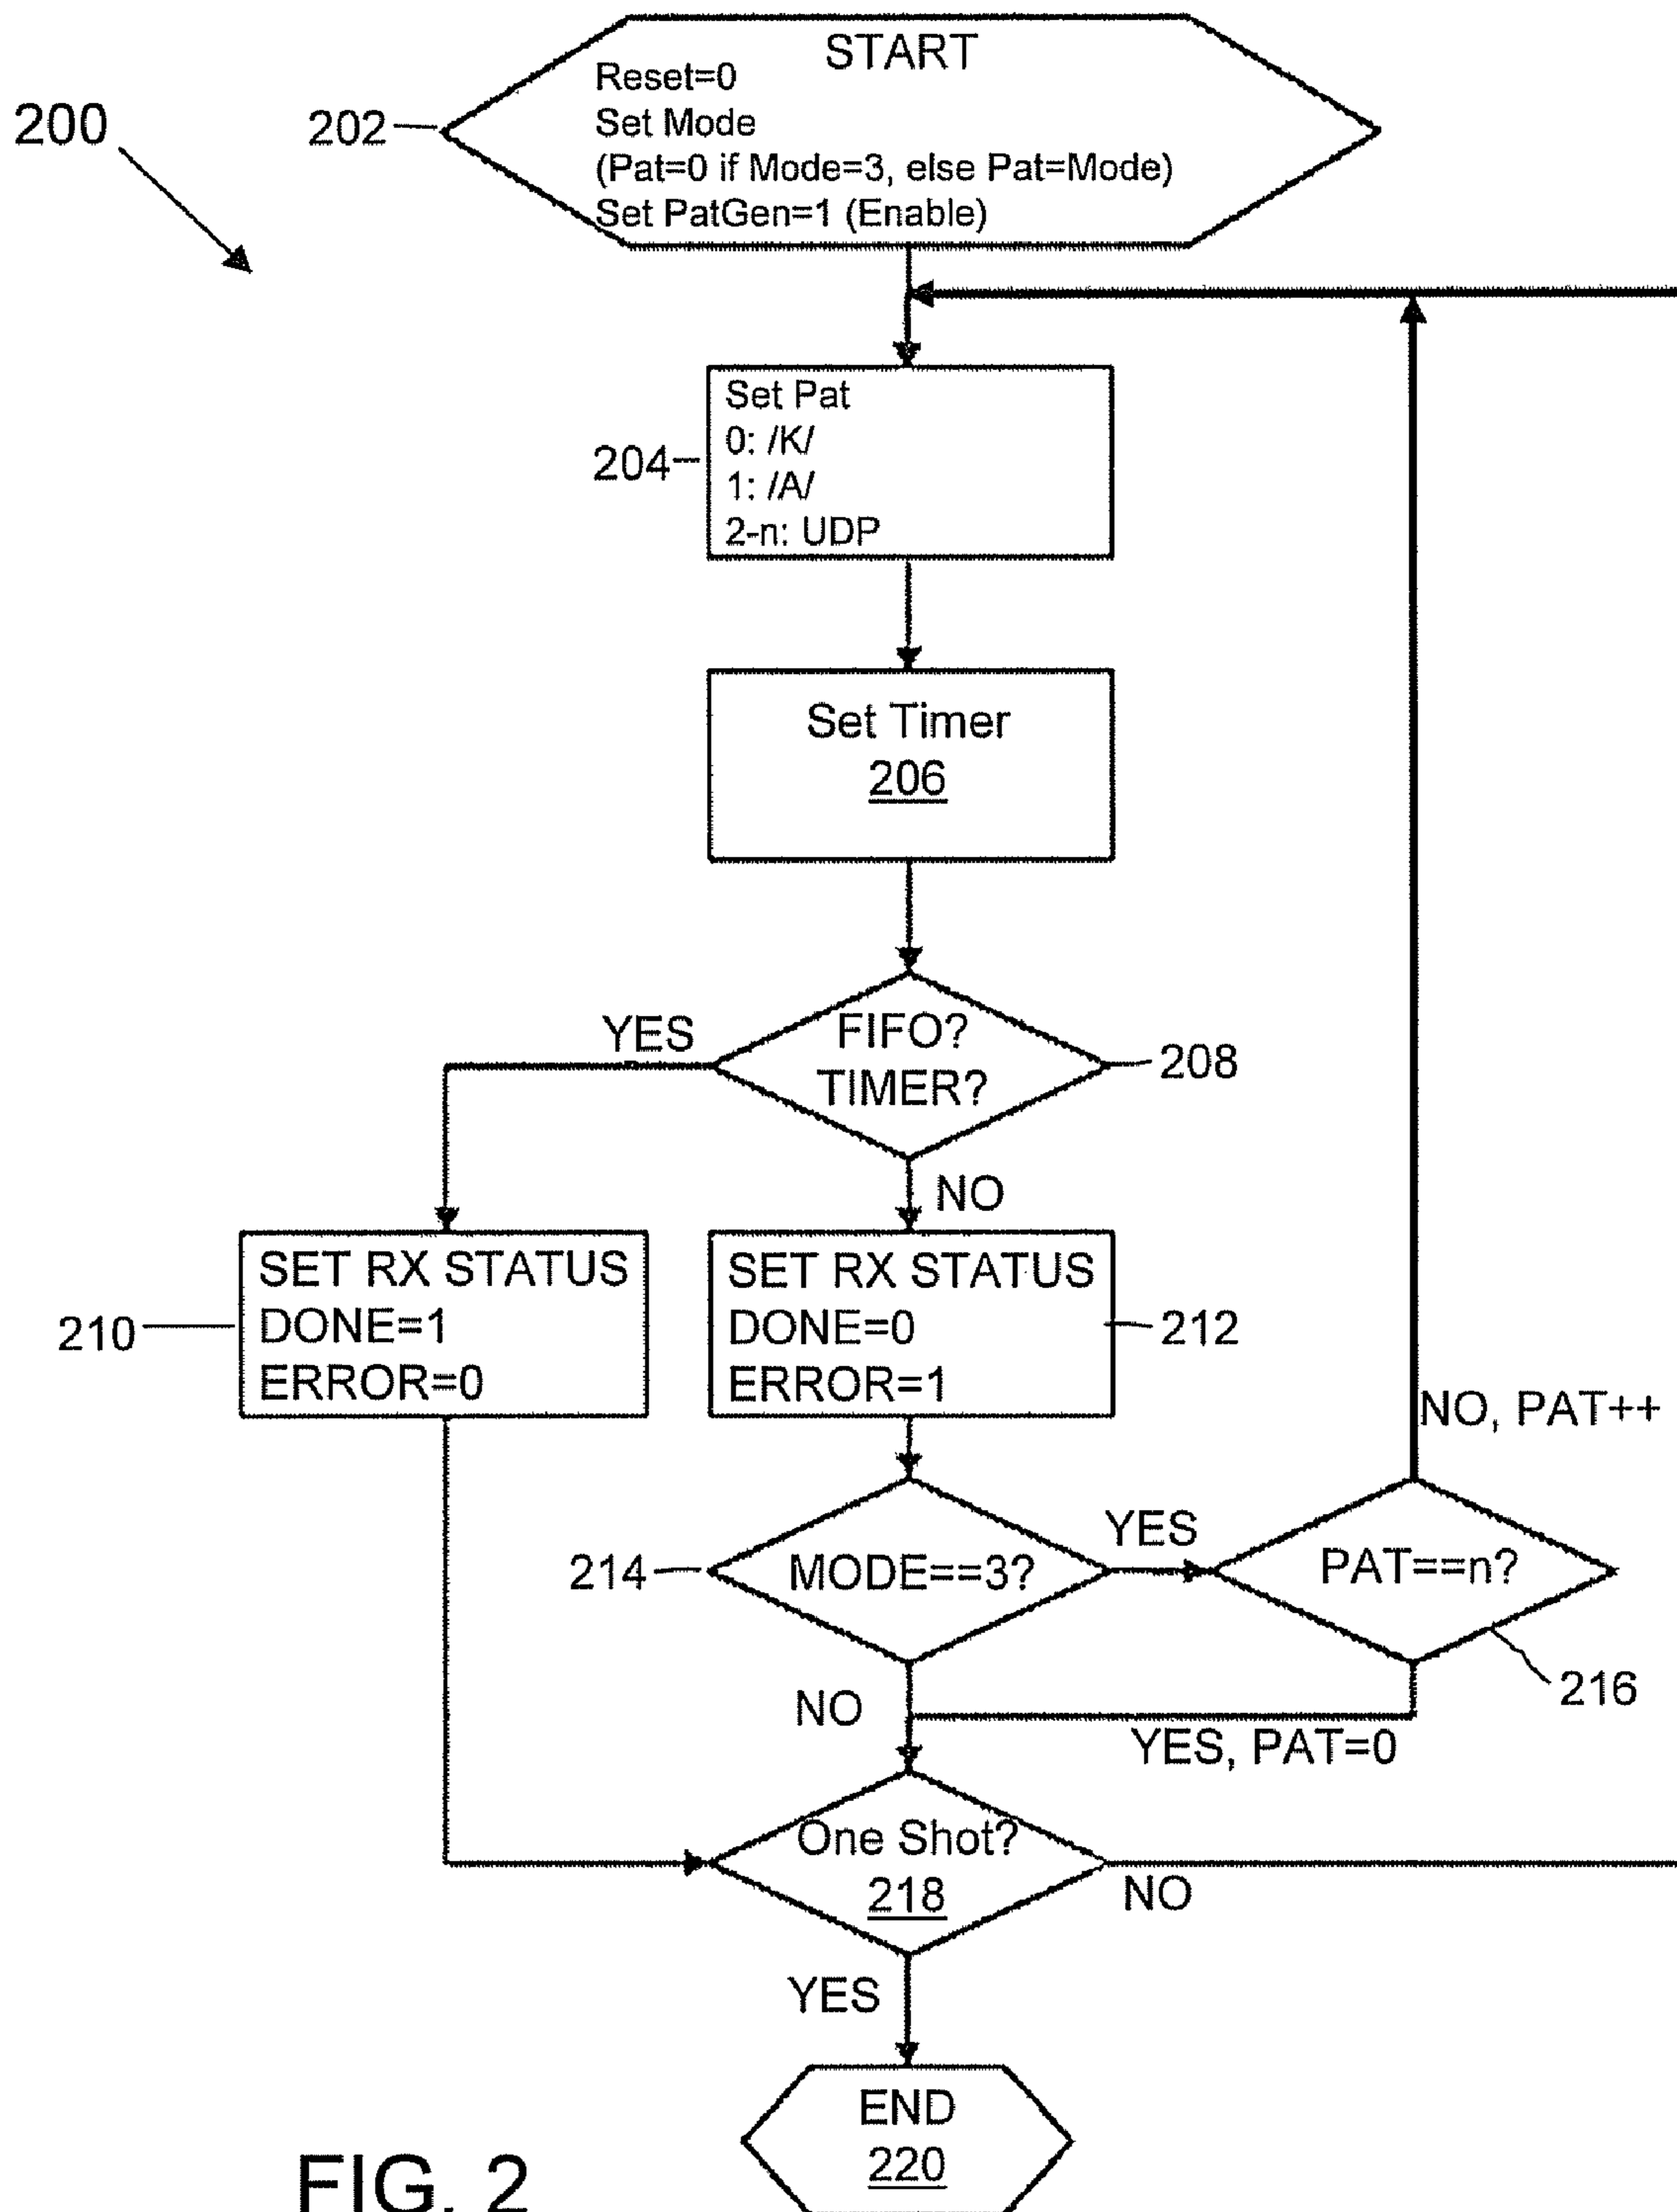 START
Reset=0
Set Mode
(Pat=0 if Mode=3, else Pat=Mode)
Set PatGen=1 (Enable)
200
202
Set Pat
0: /K/
1: /A/
2-n: UDP
204
Set Timer
206
YES
FIFO?
TIMER?
208
NO
SET RX STATUS
DONE=1
ERROR=0
210
SET RX STATUS
DONE=0
ERROR=1
212
NO, PAT++
214
MODE==3?
YES
PAT==n?
216
NO
YES, PAT=0
One Shot?
218
NO
YES
END
220
FIG. 2